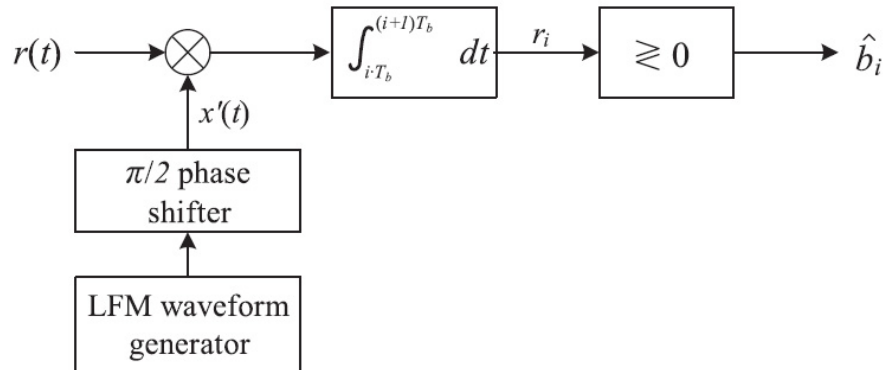 r(t)
∫_{i·T_b}^{(i+1)T_b} dt
r_i
≷ 0
b̂_i
x'(t)
π/2 phase
shifter
LFM waveform
generator